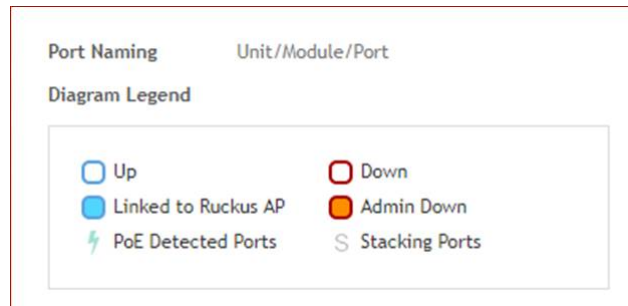 Port Naming Unit/Module/Port
Diagram Legend
Up Down
Linked to Ruckus AP Admin Down
PoE Detected Ports S Stacking Ports